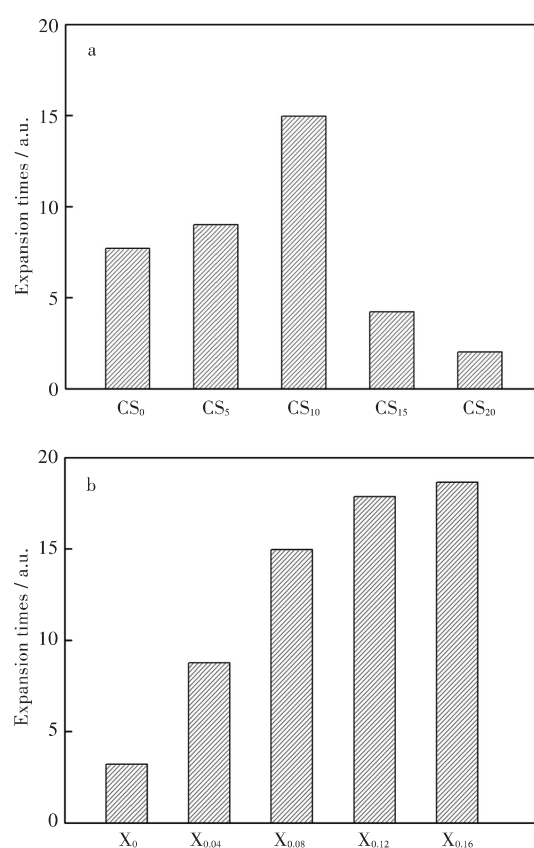 20
a
15
10
5
0
Expansion times / a.u.
CS₀ CS₅ CS₁₀ CS₁₅ CS₂₀
20
b
15
10
5
0
Expansion times / a.u.
X₀ X₀.₀₄ X₀.₀₈ X₀.₁₂ X₀.₁₆